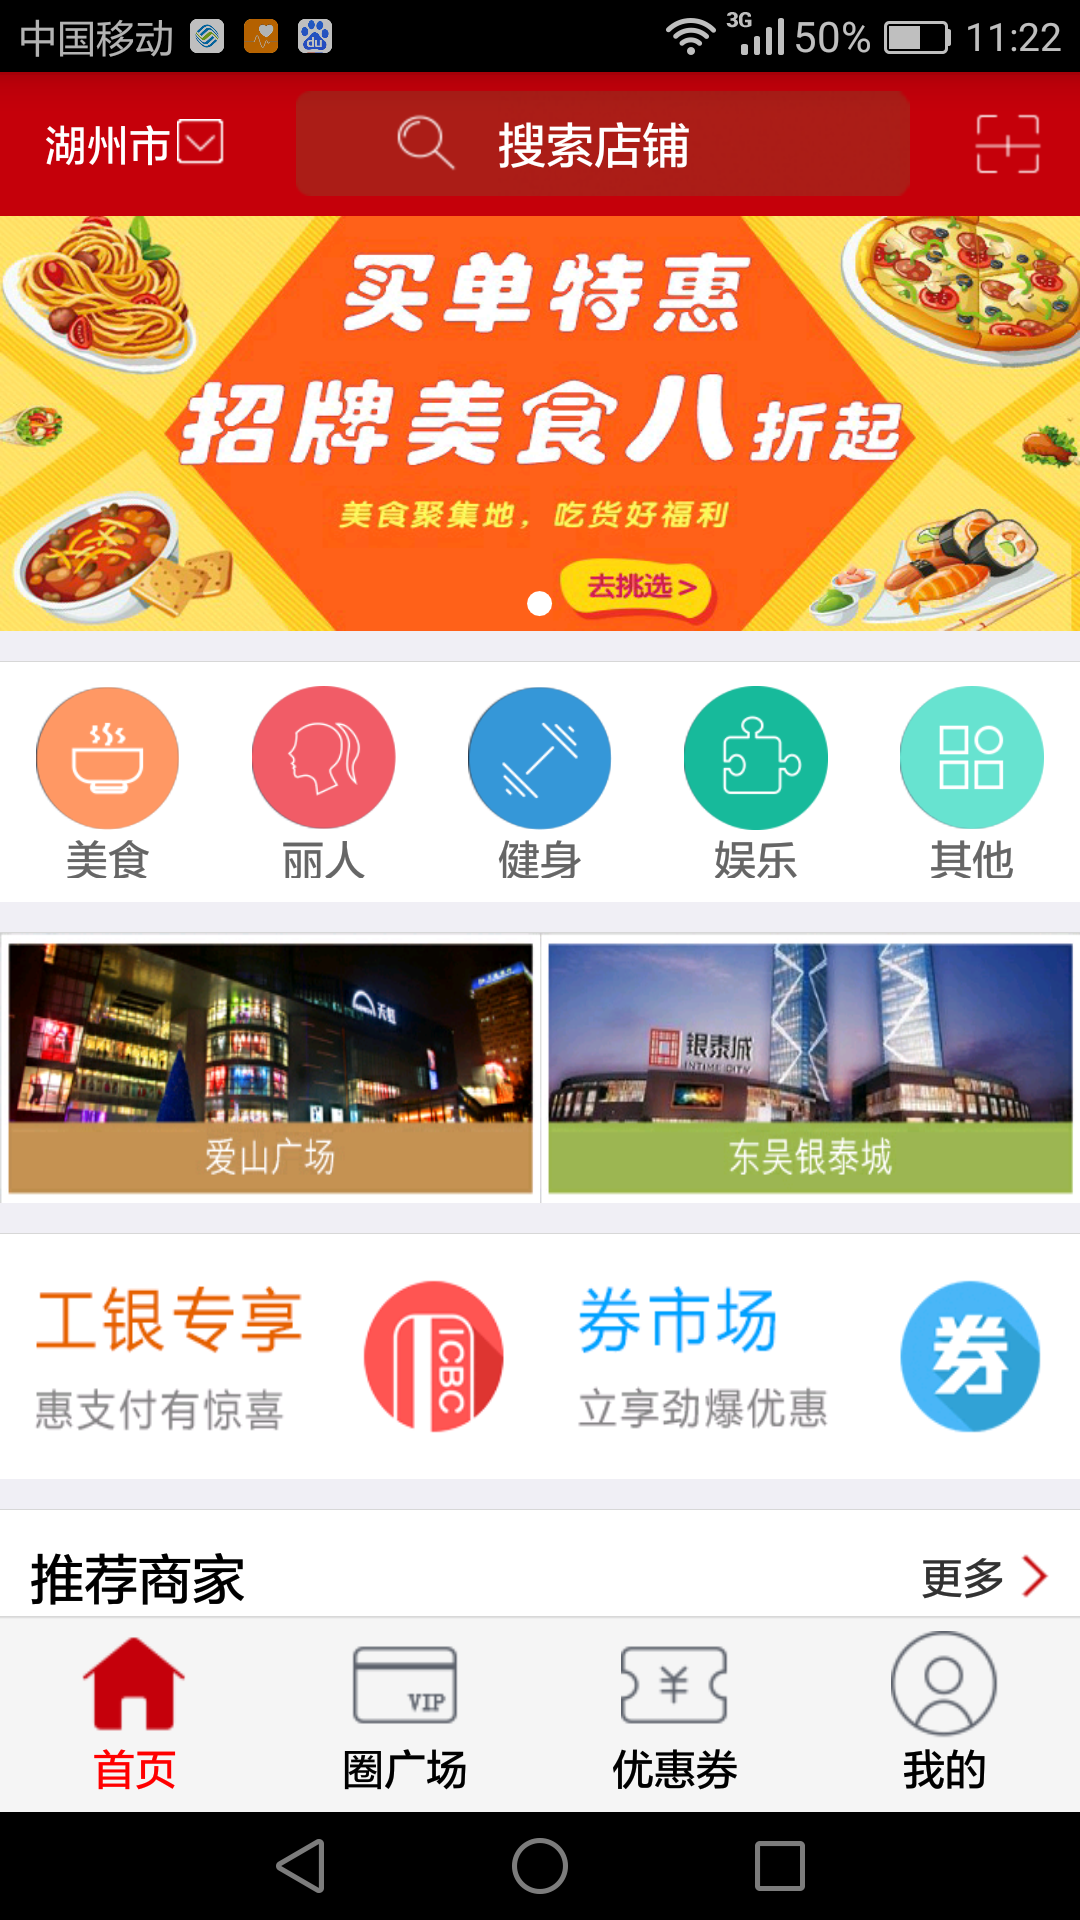 中国移动 du 3G 50% 11:22
湖州市 搜索店铺
买单特惠
招牌美食八折起
美食聚集地，吃货好福利
去挑选>
美食 丽人 健身 娱乐 其他
天虹
银泰城
INTIME CITY
爱山广场 东吴银泰城
工银专享 券市场
ICBC 券
惠支付有惊喜 立享劲爆优惠
推荐商家 更多
VIP ¥
首页 圈广场 优惠券 我的